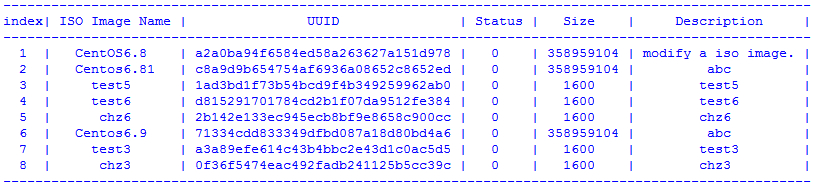 index| ISO Image Name | UUID | Status | Size | Description |
1 | CentOS6.8 | a2a0ba94f6584ed58a263627a151d978 | 0 | 358959104 | modify a iso image. |
2 | Centos6.81 | c8a9d9b654754af6936a08652c8652ed | 0 | 358959104 | abc |
3 | test5 | 1ad3bd1f73b54bcd9f4b349259962ab0 | 0 | 1600 | test5 |
4 | test6 | d815291701784cd2b1f07da9512fe384 | 0 | 1600 | test6 |
5 | chz6 | 2b142e133ec945ecb8bf9e8658c900cc | 0 | 1600 | chz6 |
6 | Centos6.9 | 71334cdd833349dfbd087a18d80bd4a6 | 0 | 358959104 | abc |
7 | test3 | a3a89efe614c43b4bbc2e43d1c0ac5d5 | 0 | 1600 | test3 |
8 | chz3 | 0f36f5474eac492fadb241125b5cc39c | 0 | 1600 | chz3 |